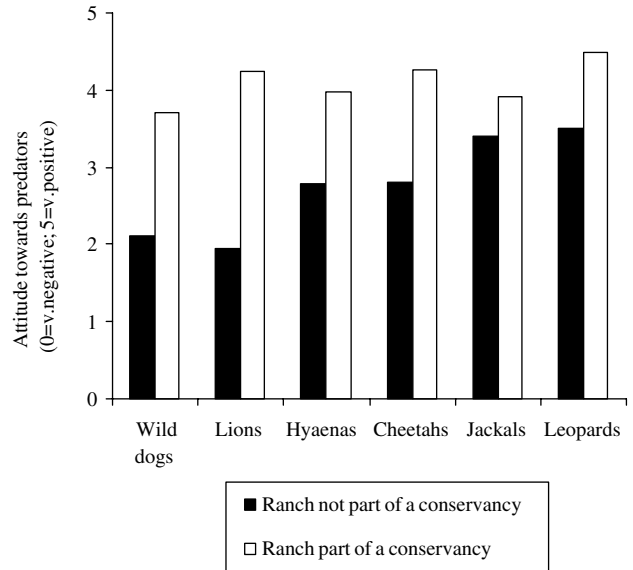 Attitude towards predators
(0=v.negative; 5=v.positive)
5
4
3
2
1
0
Wild
dogs
Lions
Hyaenas
Cheetahs
Jackals
Leopards
Ranch not part of a conservancy
Ranch part of a conservancy